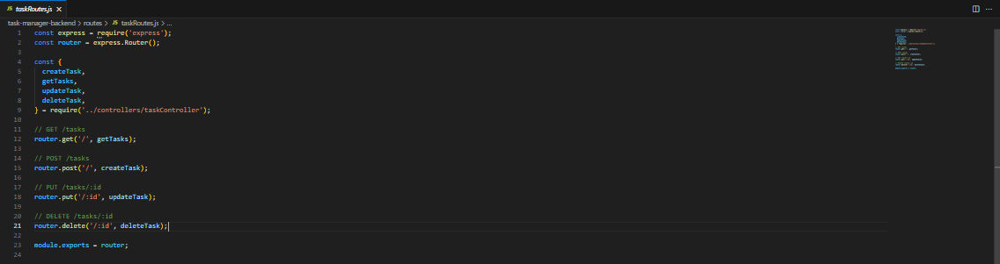 JS taskRoutes.js ×
task-manager-backend > routes > JS taskRoutes.js > ...
1 const express = require('express');
2 const router = express.Router();
3
4 const {
5 createTask,
6 getTasks,
7 updateTask,
8 deleteTask,
9 } = require('../controllers/taskController');
10
11 // GET /tasks
12 router.get('/', getTasks);
13
14 // POST /tasks
15 router.post('/', createTask);
16
17 // PUT /tasks/:id
18 router.put('/:id', updateTask);
19
20 // DELETE /tasks/:id
21 router.delete('/:id', deleteTask);
22
23 module.exports = router;
24